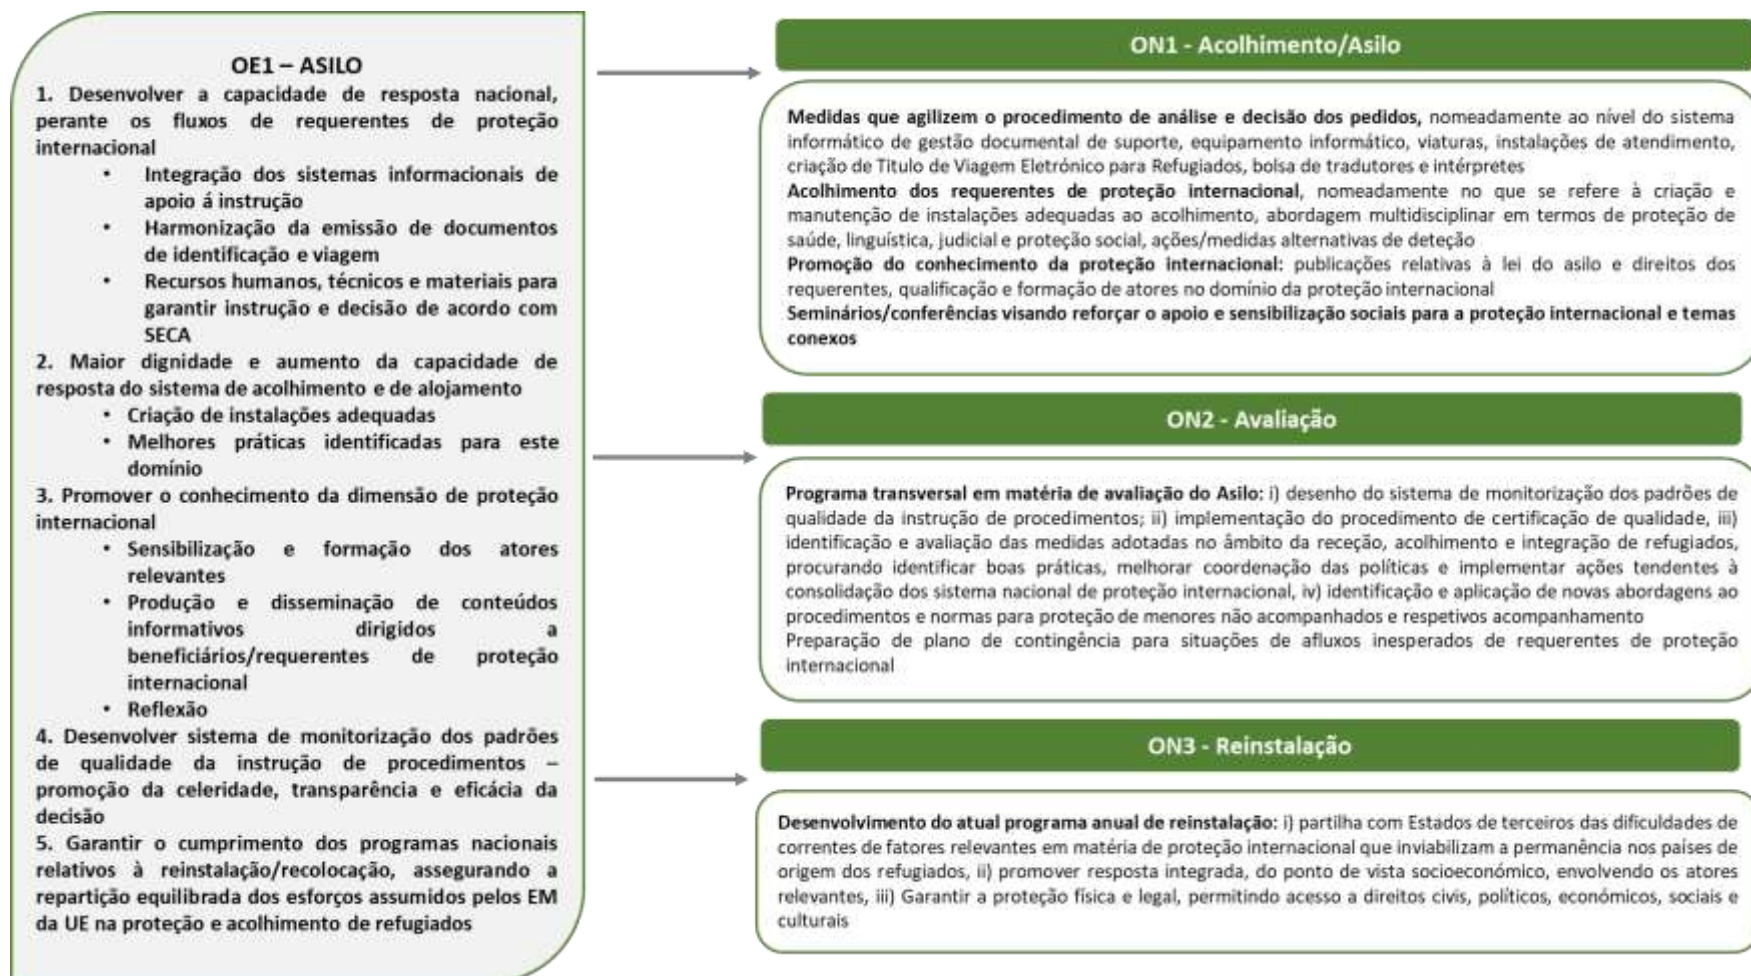 OE1 – ASILO
1. Desenvolver a capacidade de resposta nacional,
perante os fluxos de requerentes de proteção
internacional
• Integração dos sistemas informacionais de
apoio á instrução
• Harmonização da emissão de documentos
de identificação e viagem
• Recursos humanos, técnicos e materiais para
garantir instrução e decisão de acordo com
SECA
2. Maior dignidade e aumento da capacidade de
resposta do sistema de acolhimento e de alojamento
• Criação de instalações adequadas
• Melhores práticas identificadas para este
domínio
3. Promover o conhecimento da dimensão de proteção
internacional
• Sensibilização e formação dos atores
relevantes
• Produção e disseminação de conteúdos
informativos dirigidos a
beneficiários/requerentes de proteção
internacional
• Reflexão
4. Desenvolver sistema de monitorização dos padrões
de qualidade da instrução de procedimentos –
promoção da celeridade, transparência e eficácia da
decisão
5. Garantir o cumprimento dos programas nacionais
relativos à reinstalação/recolocação, assegurando a
repartição equilibrada dos esforços assumidos pelos EM
da UE na proteção e acolhimento de refugiados
ON1 - Acolhimento/Asilo
Medidas que agilizem o procedimento de análise e decisão dos pedidos, nomeadamente ao nível do sistema
informático de gestão documental de suporte, equipamento informático, viaturas, instalações de atendimento,
criação de Titulo de Viagem Eletrónico para Refugiados, bolsa de tradutores e intérpretes
Acolhimento dos requerentes de proteção internacional, nomeadamente no que se refere à criação e
manutenção de instalações adequadas ao acolhimento, abordagem multidisciplinar em termos de proteção de
saúde, linguística, judicial e proteção social, ações/medidas alternativas de deteção
Promoção do conhecimento da proteção internacional: publicações relativas à lei do asilo e direitos dos
requerentes, qualificação e formação de atores no domínio da proteção internacional
Seminários/conferências visando reforçar o apoio e sensibilização sociais para a proteção internacional e temas
conexos
ON2 - Avaliação
Programa transversal em matéria de avaliação do Asilo: i) desenho do sistema de monitorização dos padrões de
qualidade da instrução de procedimentos; ii) implementação do procedimento de certificação de qualidade, iii)
identificação e avaliação das medidas adotadas no âmbito da receção, acolhimento e integração de refugiados,
procurando identificar boas práticas, melhorar coordenação das políticas e implementar ações tendentes à
consolidação dos sistema nacional de proteção internacional, iv) identificação e aplicação de novas abordagens ao
procedimentos e normas para proteção de menores não acompanhados e respetivos acompanhamento
Preparação de plano de contingência para situações de afluxos inesperados de requerentes de proteção
internacional
ON3 - Reinstalação
Desenvolvimento do atual programa anual de reinstalação: i) partilha com Estados de terceiros das dificuldades de
correntes de fatores relevantes em matéria de proteção internacional que inviabilizam a permanência nos países de
origem dos refugiados, ii) promover resposta integrada, do ponto de vista socioeconómico, envolvendo os atores
relevantes, iii) Garantir a proteção física e legal, permitindo acesso a direitos civis, políticos, económicos, sociais e
culturais